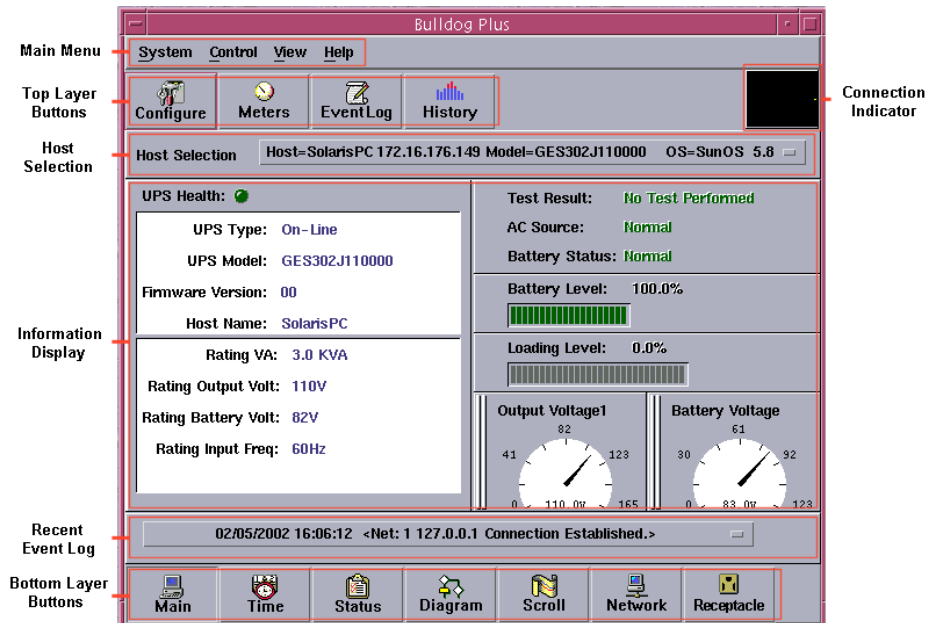 Bulldog Plus
Main Menu
System Control View Help
Top Layer
Buttons
Configure
Meters
EventLog
History
Connection
Indicator
Host
Selection
Host Selection
Host=SolarisPC 172.16.176.149 Model=GES302J110000 OS=SunOS 5.8
Information
Display
UPS Health:
UPS Type: On-Line
UPS Model: GES302J110000
Firmware Version: 00
Host Name: SolarisPC
Rating VA: 3.0 KVA
Rating Output Volt: 110V
Rating Battery Volt: 82V
Rating Input Freq: 60Hz
Test Result: No Test Performed
AC Source: Normal
Battery Status: Normal
Battery Level: 100.0%
Loading Level: 0.0%
Output Voltage1
82
41
123
0
110.0V
165
Battery Voltage
61
30
92
0
83.0V
123
Recent
Event Log
02/05/2002 16:06:12 <Net: 1 127.0.0.1 Connection Established.>
Bottom Layer
Buttons
Main
Time
Status
Diagram
Scroll
Network
Receptacle